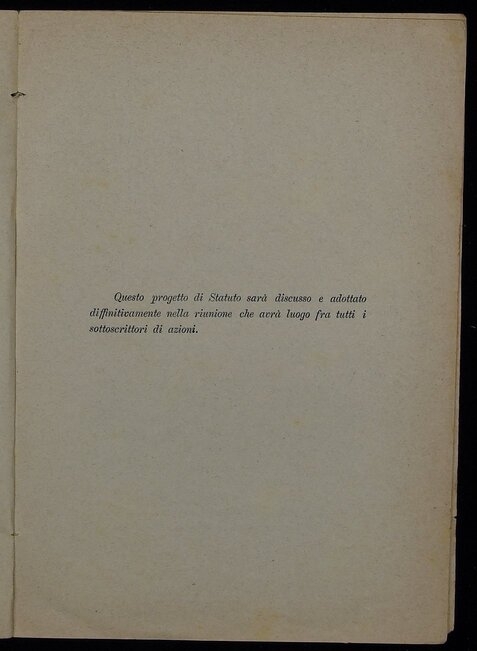 Questo progetto di Statuto sarà discusso e adottato
diffinitivamente nella riunione che avrà luogo fra tutti i
sottoscrittori di azioni.